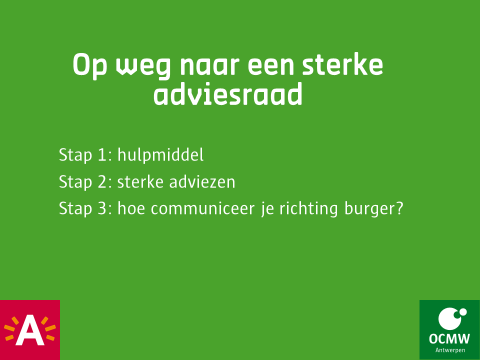 Op weg naar een sterke
adviesraad
Stap 1: hulpmiddel
Stap 2: sterke adviezen
Stap 3: hoe communiceer je richting burger?
A
OCMW
Antwerpen